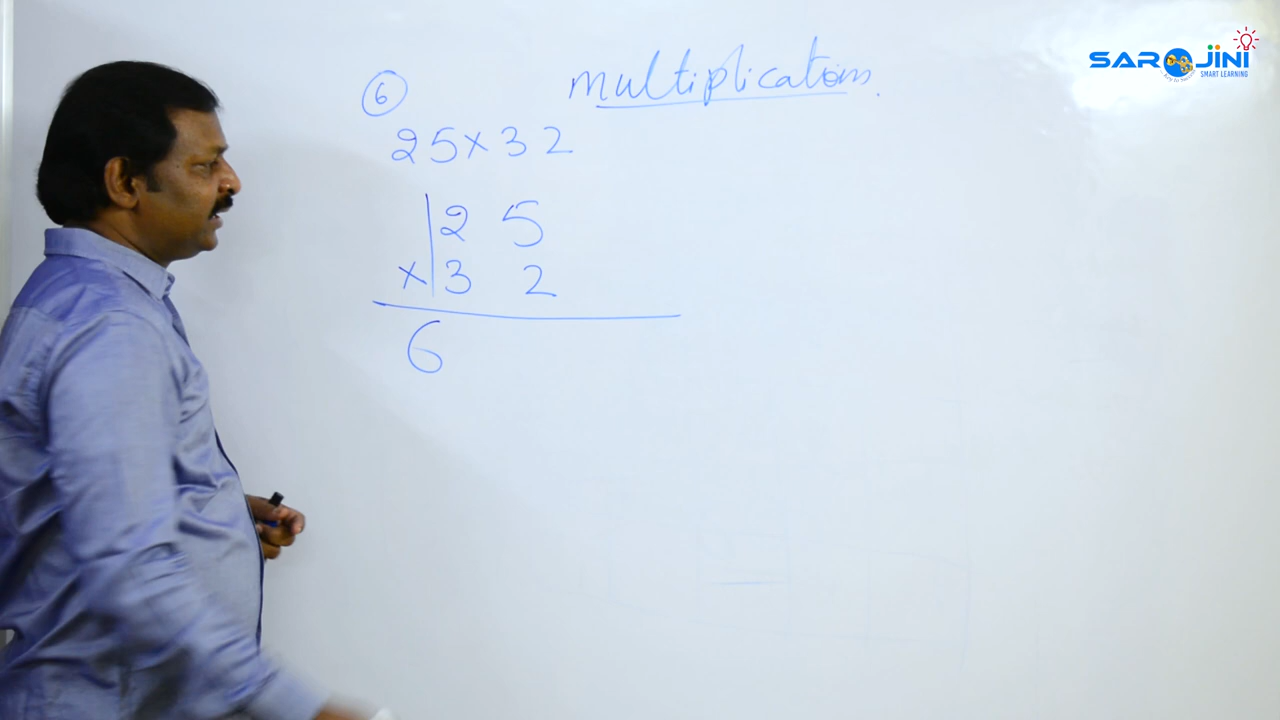 6
multiplications.
25×32
2 5
× 3 2
6
SAROJINI
SMART LEARNING